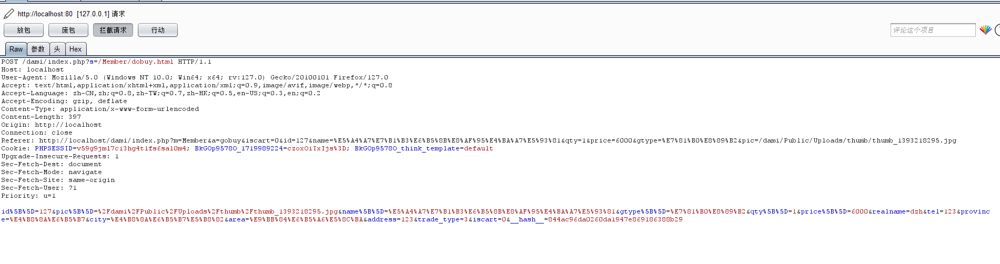 http://localhost:80 [127.0.0.1] 请求
放包 废包 拦截请求 行动 评论这个项目
Raw 参数 头 Hex
POST /dami/index.php?s=/Member/dobuy.html HTTP/1.1
Host: localhost
User-Agent: Mozilla/5.0 (Windows NT 10.0; Win64; x64; rv:127.0) Gecko/20100101 Firefox/127.0
Accept: text/html,application/xhtml+xml,application/xml;q=0.9,image/avif,image/webp,*/*;q=0.8
Accept-Language: zh-CN,zh;q=0.8,zh-TW;q=0.7,zh-HK;q=0.5,en-US;q=0.3,en;q=0.2
Accept-Encoding: gzip, deflate
Content-Type: application/x-www-form-urlencoded
Content-Length: 397
Origin: http://localhost
Connection: close
Referer: http://localhost/dami/index.php?m=Member&a=gobuy&iscart=0&id=127&name=%E5%A4%A7%E7%B1%B3%E6%B5%8B%E8%AF%95%E4%BA%A7%E5%93%81&qty=1&price=6000&gtype=%E7%81%B0%E8%89%B2&pic=/dami/Public/Uploads/thumb/thumb_1393218295.jpg
Cookie: PHPSESSID=v59g9jml7ci3hg4t1fs6sal0m4; BkGOp9578O_1719989224=czoxOiIxIjs%3D; BkGOp9578O_think_template=default
Upgrade-Insecure-Requests: 1
Sec-Fetch-Dest: document
Sec-Fetch-Mode: navigate
Sec-Fetch-Site: same-origin
Sec-Fetch-User: ?1
Priority: u=1
id%5B%5D=127&pic%5B%5D=%2Fdami%2FPublic%2FUploads%2Fthumb%2Fthumb_1393218295.jpg&name%5B%5D=%E5%A4%A7%E7%B1%B3%E6%B5%8B%E8%AF%95%E4%BA%A7%E5%93%81&gtype%5B%5D=%E7%81%B0%E8%89%B2&qty%5B%5D=1&price%5B%5D=6000&realname=dzh&tel=123&provinc
e=%E4%B8%8A%E6%B5%B7&city=%E4%B8%8A%E6%B5%B7%E5%B8%82&area=%E9%BB%84%E6%B5%A6%E5%8C%BA&address=123&trade_type=3&iscart=0&__hash__=844ac96da0260da1947e869186388b29